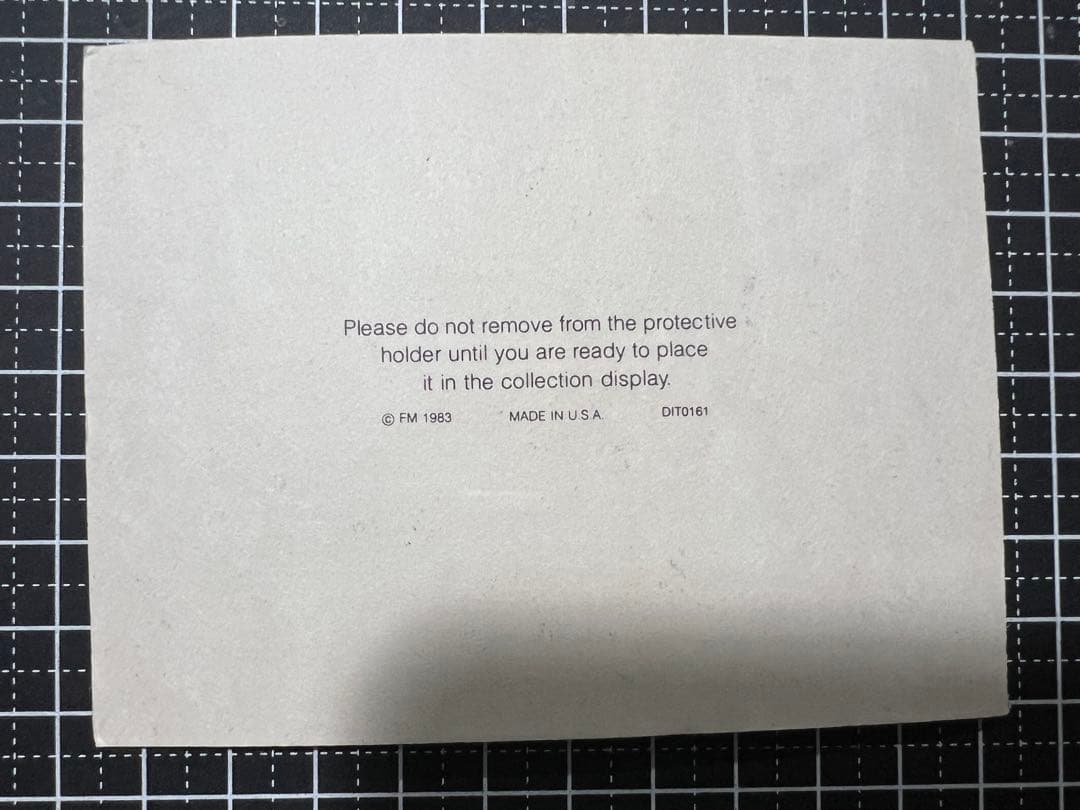 Please do not remove from the protective
holder until you are ready to place
it in the collection display.
© FM 1983 MADE IN U.S.A. DIT0161